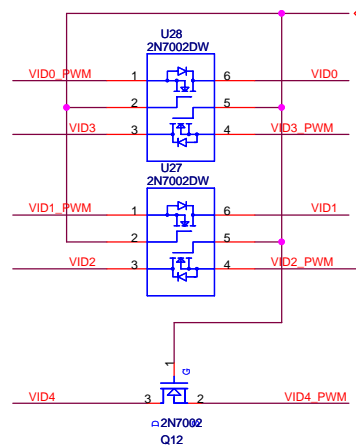 U28
2N7002DW
VID0_PWM 1 6 VID0
2 5
VID3 3 4 VID3_PWM
U27
2N7002DW
VID1_PWM 1 6 VID1
2 5
VID2 3 4 VID2_PWM
1
G
VID4 3 2 VID4_PWM
D S
2N7002
Q12